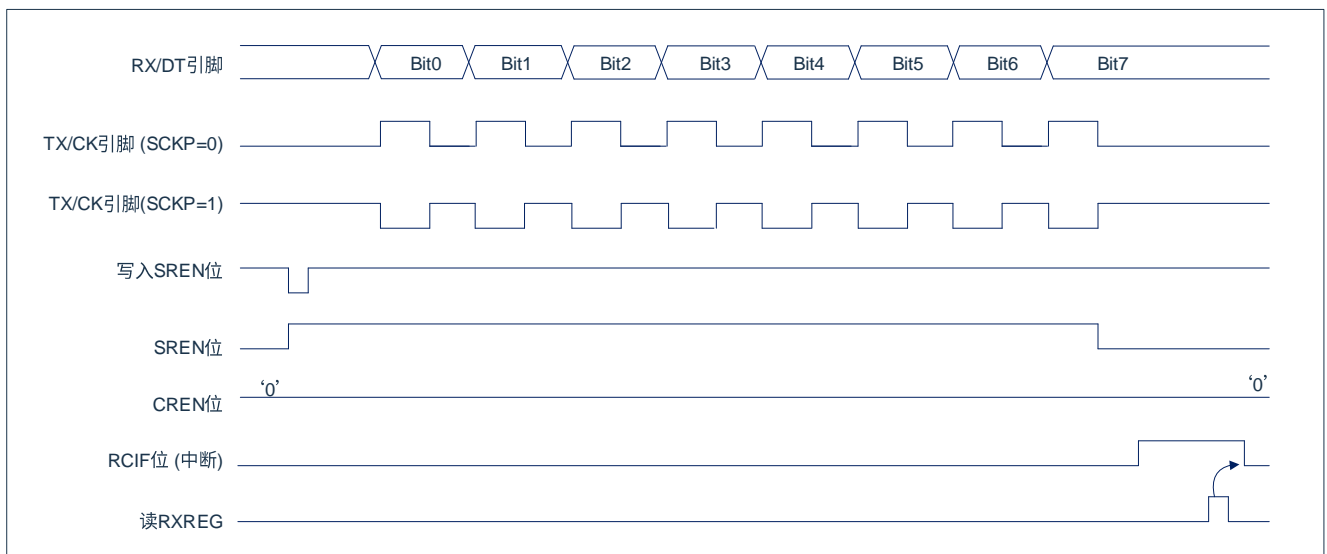 RX/DT引脚 Bit0 Bit1 Bit2 Bit3 Bit4 Bit5 Bit6 Bit7
TX/CK引脚 (SCKP=0)
TX/CK引脚(SCKP=1)
写入SREN位
SREN位
‘0’ ‘0’
CREN位
RCIF位 (中断)
读RXREG